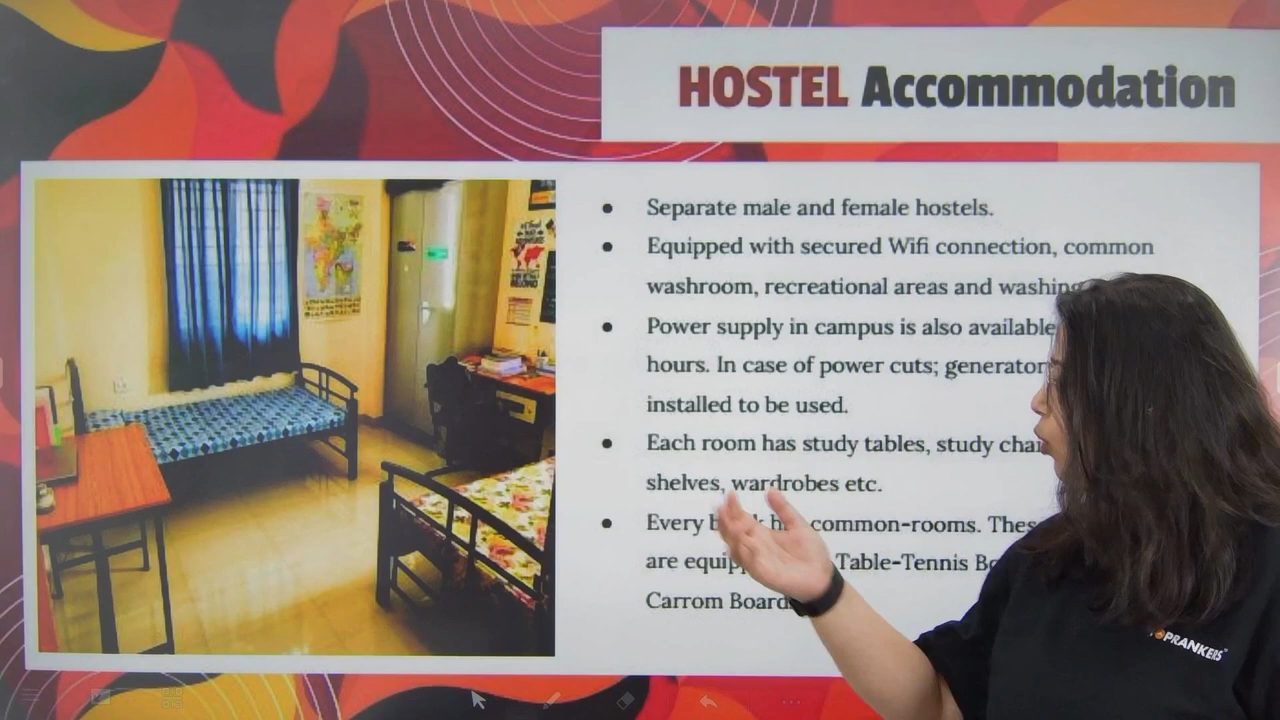 HOSTEL Accommodation
Separate male and female hostels.
Equipped with secured Wifi connection, common
washroom, recreational areas and washing
Power supply in campus is also available
hours. In case of power cuts; generator
installed to be used.
Each room has study tables, study
shelves, wardrobes etc.
Every common-rooms.
are Table-Tennis
Carrom Board
PRANKERS